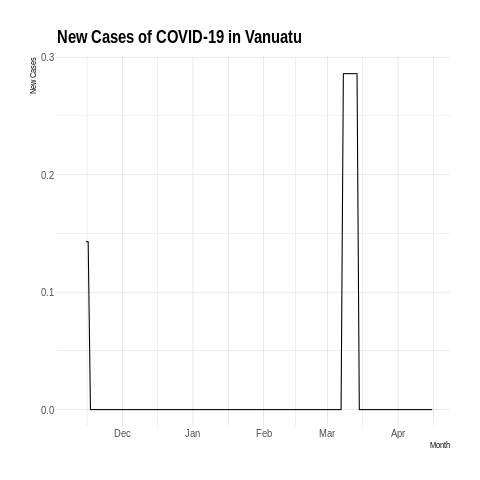 New Cases of COVID-19 in Vanuatu
New Cases
0.3
0.2
0.1
0.0
Dec Jan Feb Mar Apr
Month